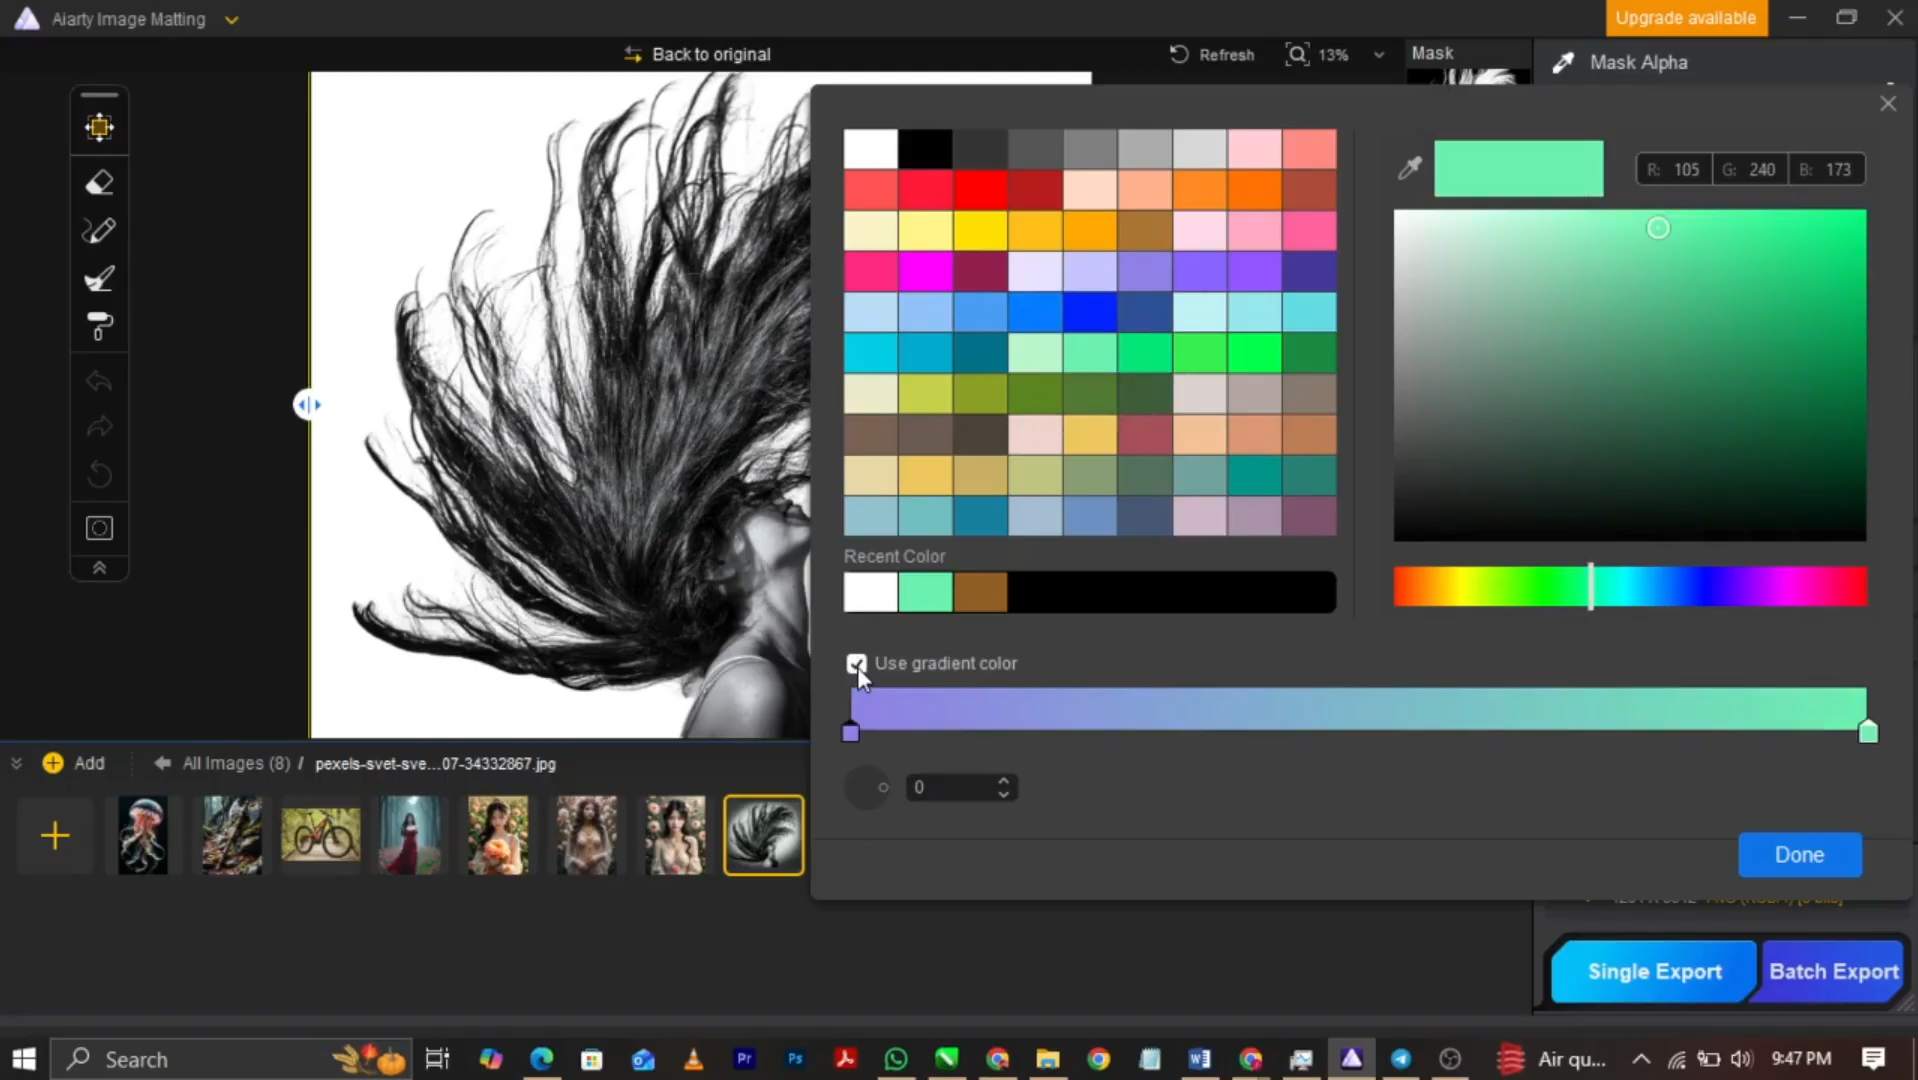 Aiarty Image Matting
Upgrade available
Back to original
Refresh
13%
Mask
Mask Alpha
R: 105
G: 240
B: 173
Recent Color
Use gradient color
0
Done
Add
All Images (8) / pexels-svet-sve...07-34332867.jpg
Single Export
Batch Export
Search
Pr
Ps
Air qu...
9:47 PM